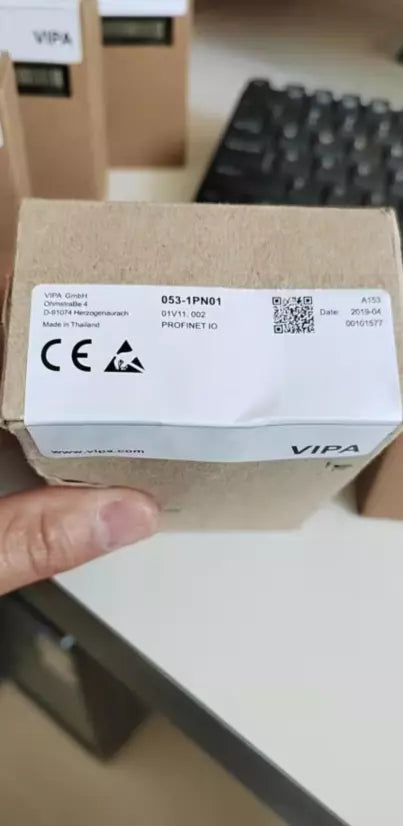 VIPA
VIPA GmbH
Ohmstraße 4
D-91074 Herzogenaurach
Made in Thailand
053-1PN01
01V11. 002
PROFINET IO
A153
Date: 2019-04
00101577
CE
www.vipa.com
VIPA